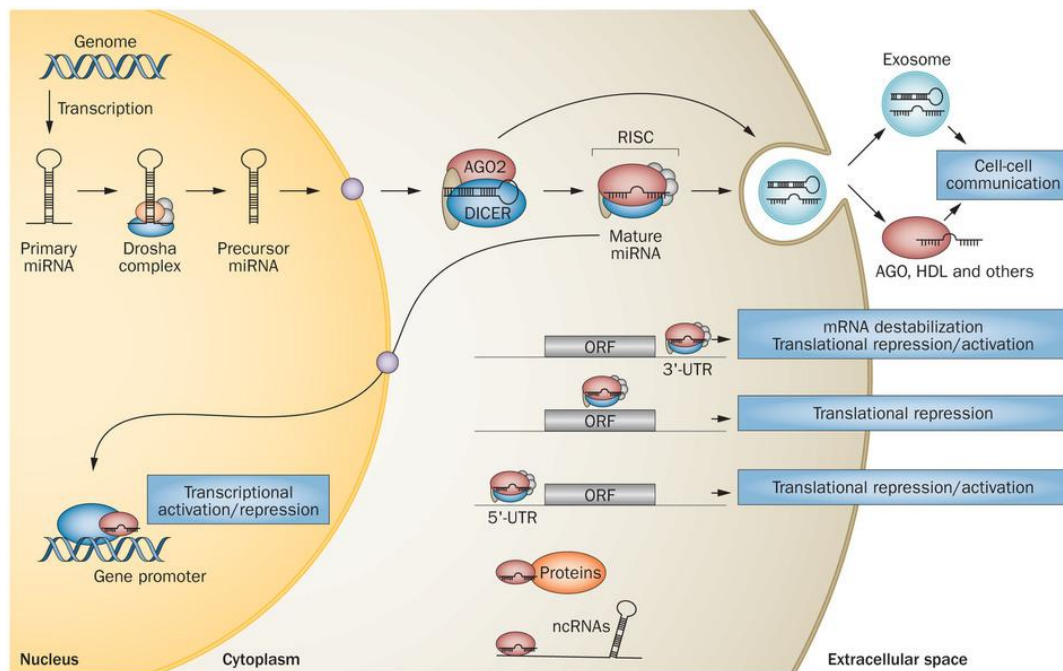 Genome
Transcription
Primary
miRNA
Drosha
complex
Precursor
miRNA
AGO2
DICER
RISC
Mature
miRNA
Exosome
Cell-cell
communication
AGO, HDL and others
ORF
3'-UTR
mRNA destabilization
Translational repression/activation
ORF
Translational repression
5'-UTR
ORF
Translational repression/activation
Transcriptional
activation/repression
Gene promoter
Proteins
ncRNAs
Nucleus
Cytoplasm
Extracellular space